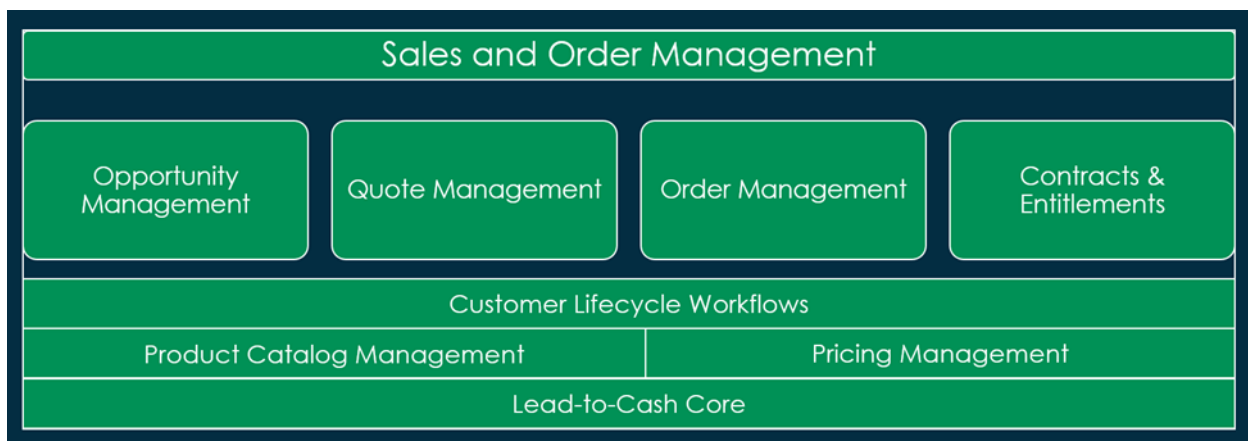 Sales and Order Management
Opportunity
Management
Quote Management
Order Management
Contracts &
Entitlements
Customer Lifecycle Workflows
Product Catalog Management
Pricing Management
Lead-to-Cash Core